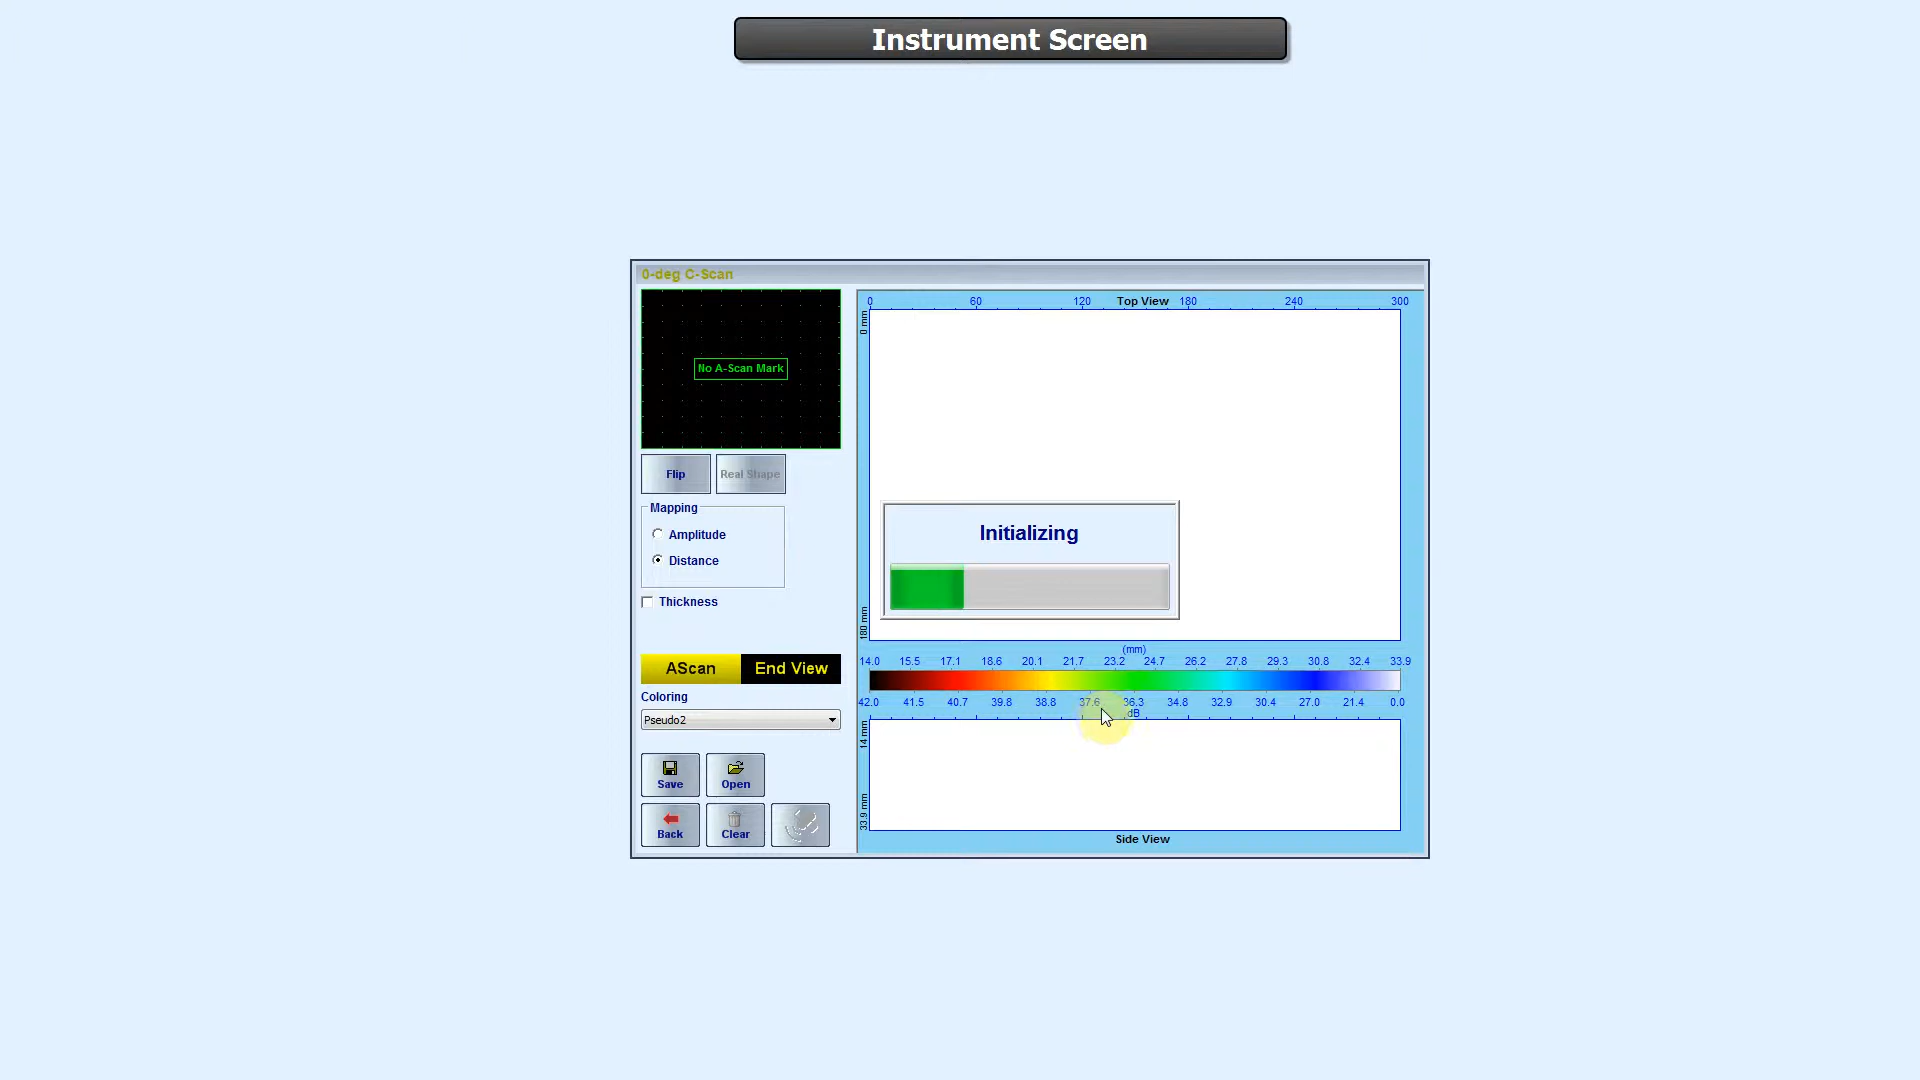 Instrument Screen
0-deg C-Scan
No A-Scan Mark
Flip
Real Shape
Mapping
Amplitude
Distance
Thickness
AScan
End View
Coloring
Pseudo2
Save
Open
Back
Clear
0 60 120 Top View 180 240 300
0 mm
180 mm
Initializing
(mm)
14.0 15.5 17.1 18.6 20.1 21.7 23.2 24.7 26.2 27.8 29.3 30.8 32.4 33.9
42.0 41.5 40.7 39.8 38.8 37.6 36.3 34.8 32.9 30.4 27.0 21.4 0.0
dB
14 mm
33.9 mm
Side View